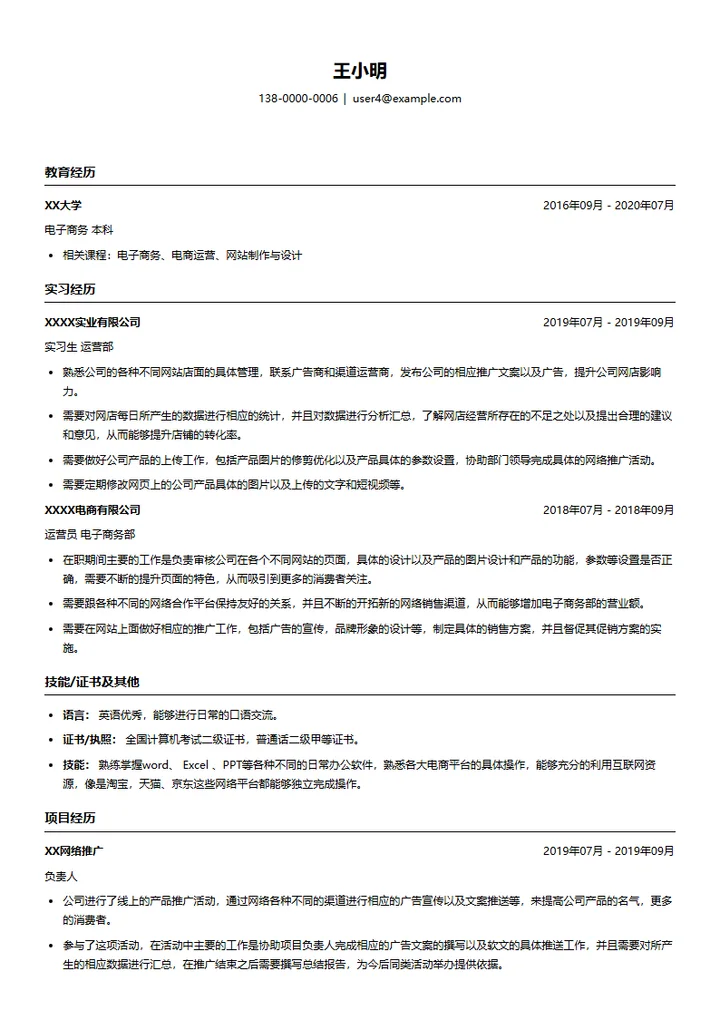 王小明
138-0000-0006 | user4@example.com
教育经历
XX大学 2016年09月 - 2020年07月
电子商务 本科
• 相关课程：电子商务、电商运营、网站制作与设计
实习经历
XXXX实业有限公司 2019年07月 - 2019年09月
实习生 运营部
• 熟悉公司的各种不同网站店面的具体管理，联系广告商和渠道运营商，发布公司的相应推广文案以及广告，提升公司网店影响
力。
• 需要对网店每日所产生的数据进行相应的统计，并且对数据进行分析汇总，了解网店经营所存在的不足之处以及提出合理的建议
和意见，从而能够提升店铺的转化率。
• 需要做好公司产品的上传工作，包括产品图片的修剪优化以及产品具体的参数设置，协助部门领导完成具体的网络推广活动。
• 需要定期修改网页上的公司产品具体的图片以及上传的文字和短视频等。
XXXX电商有限公司 2018年07月 - 2018年09月
运营员 电子商务部
• 在职期间主要的工作是负责审核公司在各个不同网站的页面，具体的设计以及产品的图片设计和产品的功能，参数等设置是否正
确，需要不断的提升页面的特色，从而吸引到更多的消费者关注。
• 需要跟各种不同的网络合作平台保持友好的关系，并且不断的开拓新的网络销售渠道，从而能够增加电子商务部的营业额。
• 需要在网站上面做好相应的推广工作，包括广告的宣传，品牌形象的设计等，制定具体的销售方案，并且督促其促销方案的实
施。
技能/证书及其他
• 语言： 英语优秀，能够进行日常的口语交流。
• 证书/执照： 全国计算机考试二级证书，普通话二级甲等证书。
• 技能： 熟练掌握word、 Excel 、PPT等各种不同的日常办公软件，熟悉各大电商平台的具体操作，能够充分的利用互联网资
源，像是淘宝，天猫、京东这些网络平台都能够独立完成操作。
项目经历
XX网络推广 2019年07月 - 2019年09月
负责人
• 公司进行了线上的产品推广活动，通过网络各种不同的渠道进行相应的广告宣传以及文案推送等，来提高公司产品的名气，更多
的消费者。
• 参与了这项活动，在活动中主要的工作是协助项目负责人完成相应的广告文案的撰写以及软文的具体推送工作，并且需要对所产
生的相应数据进行汇总，在推广结束之后需要撰写总结报告，为今后同类活动举办提供依据。